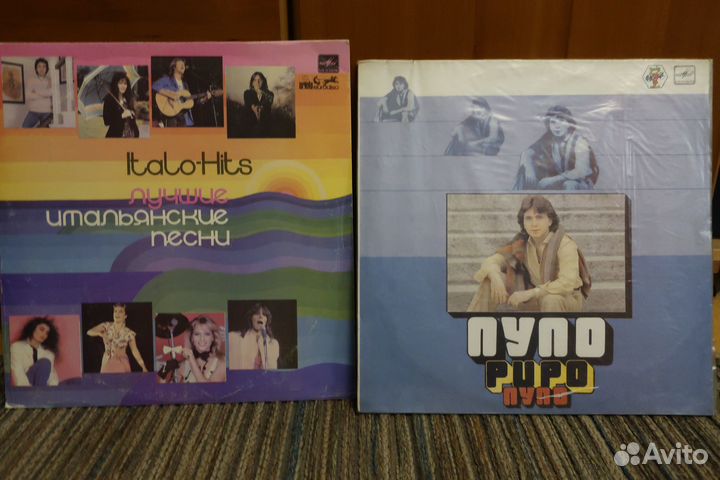 Italo-Hits
Лучшие
итальянские
песни
ПУПО
PUPO
ПУПО
Avito